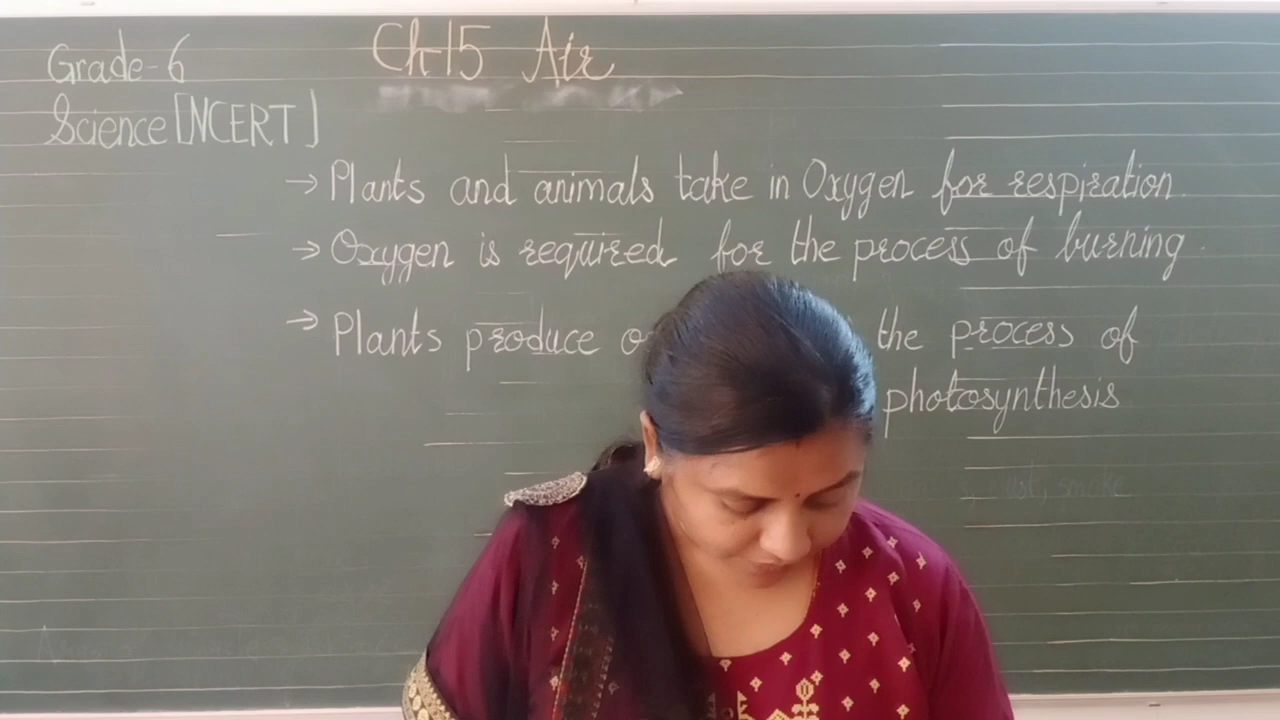 Grade-6
Ch-15 Air
Science [NCERT]
→ Plants and animals take in Oxygen for respiration.
→ Oxygen is required for the process of burning.
→ Plants produce the process of
photosynthesis
smoke